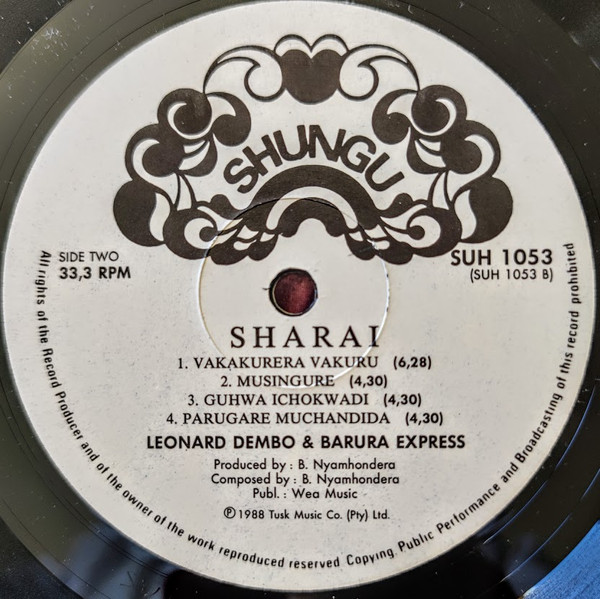 SHUNGU
SIDE TWO
33,3 RPM
SUH 1053
(SUH 1053 B)
SHARAI
1. VAKAKURERA VAKURU (6,28)
2. MUSINGURE (4,30)
3. GUHWA ICHOKWADI (4,30)
4. PARUGARE MUCHANDIDA (4,30)
LEONARD DEMBO & BARURA EXPRESS
Produced by : B. Nyamhondera
Composed by : B. Nyamhondera
Publ. : Wea Music
℗ 1988 Tusk Music Co. (Pty) Ltd.
All rights of the Record Producer and of the owner of the work reproduced reserved Copying, Public Performance and Broadcasting of this record prohibited